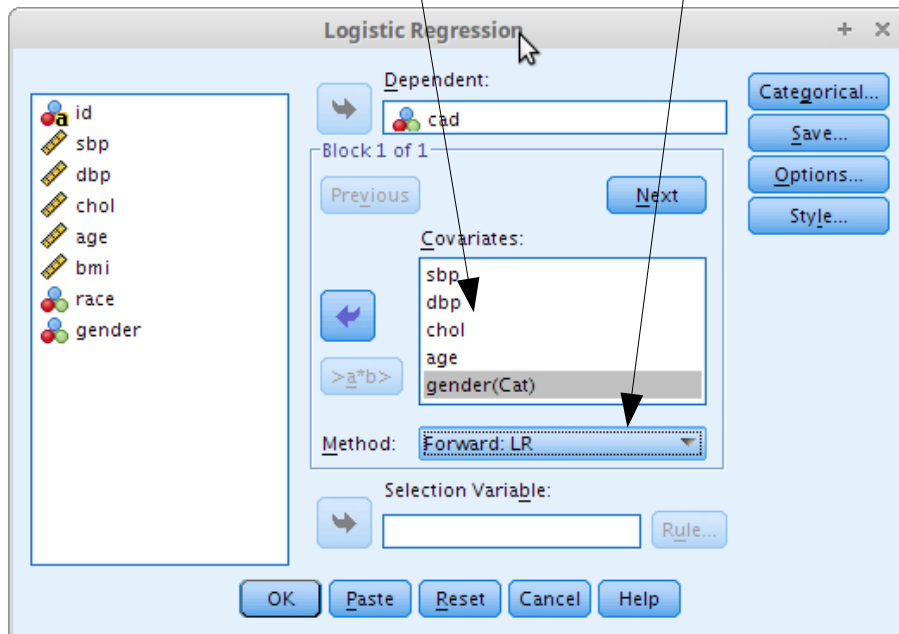 Logistic Regression
id
sbp
dbp
chol
age
bmi
race
gender
Dependent:
cad
Block 1 of 1
Previous
Next
Covariates:
sbp
dbp
chol
age
gender(Cat)
>a*b>
Method:
Forward: LR
Selection Variable:
Rule...
Categorical...
Save...
Options...
Style...
OK
Paste
Reset
Cancel
Help